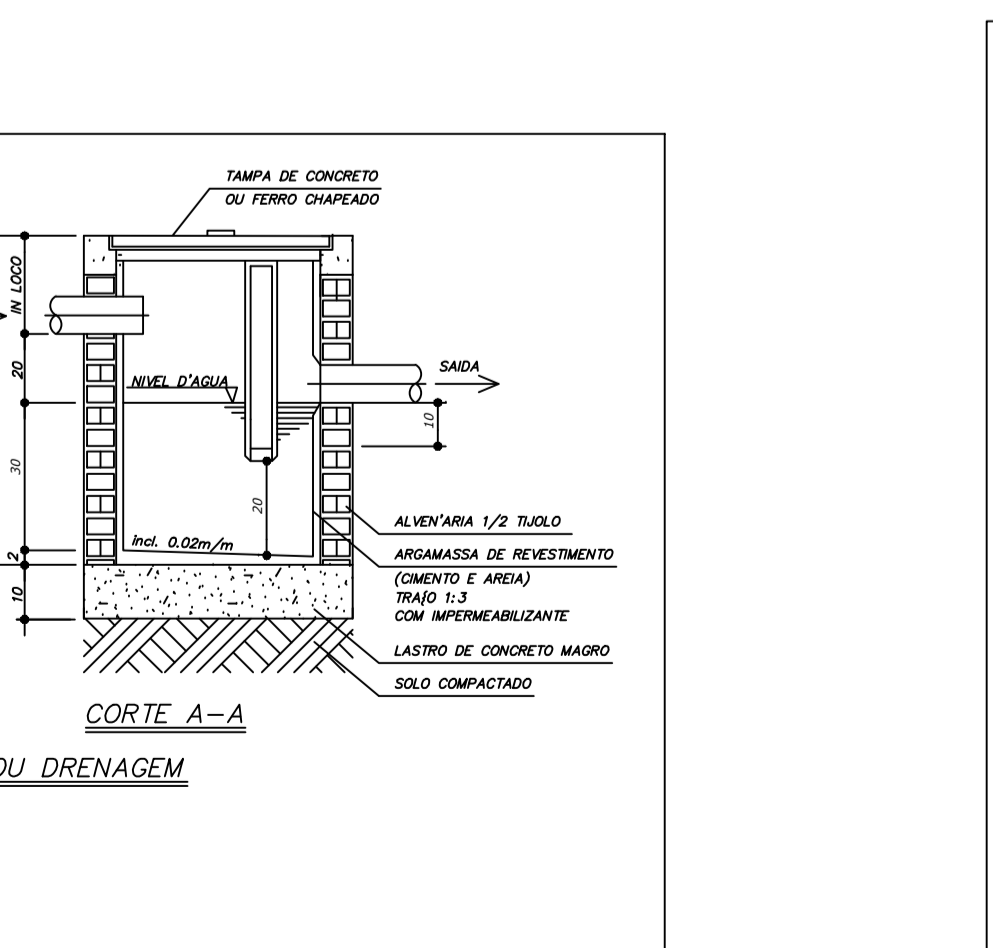 TAMPA DE CONCRETO
OU FERRO CHAPEADO
IN LOCO
20
30
2
10
NIVEL D'AGUA
SAIDA
10
20
incl. 0.02m/m
ALVEN'ARIA 1/2 TIJOLO
ARGAMASSA DE REVESTIMENTO
(CIMENTO E AREIA)
TRA{O 1:3
COM IMPERMEABILIZANTE
LASTRO DE CONCRETO MAGRO
SOLO COMPACTADO
CORTE A-A
OU DRENAGEM